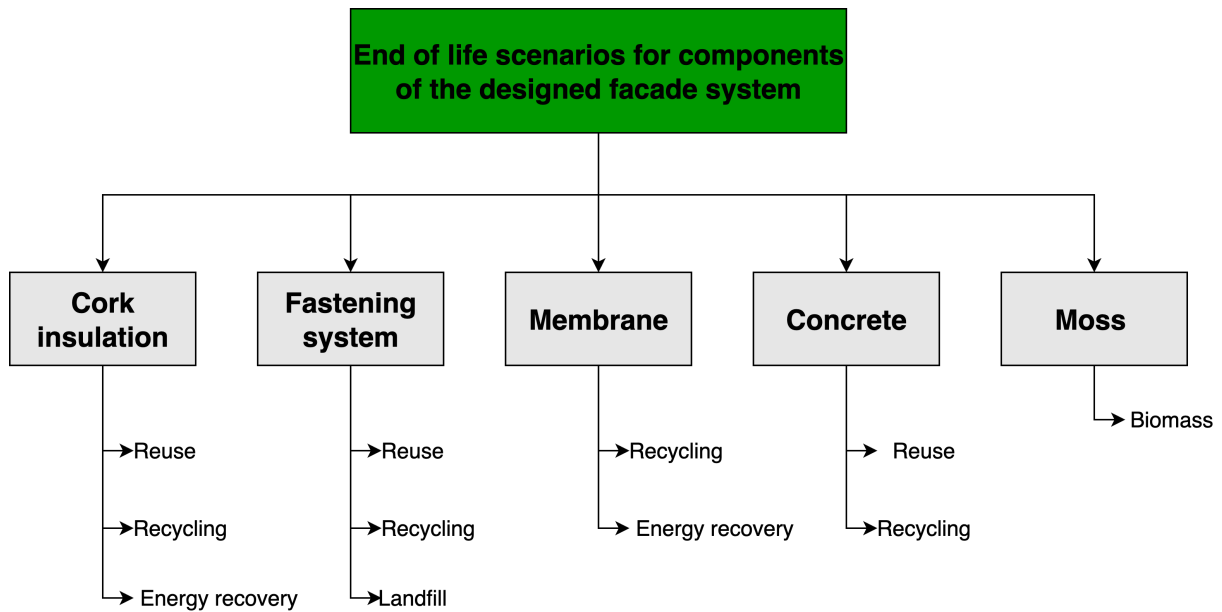 End of life scenarios for components
of the designed facade system
Cork
insulation
Fastening
system
Membrane
Concrete
Moss
Reuse
Recycling
Energy recovery
Reuse
Recycling
Landfill
Recycling
Energy recovery
Reuse
Recycling
Biomass